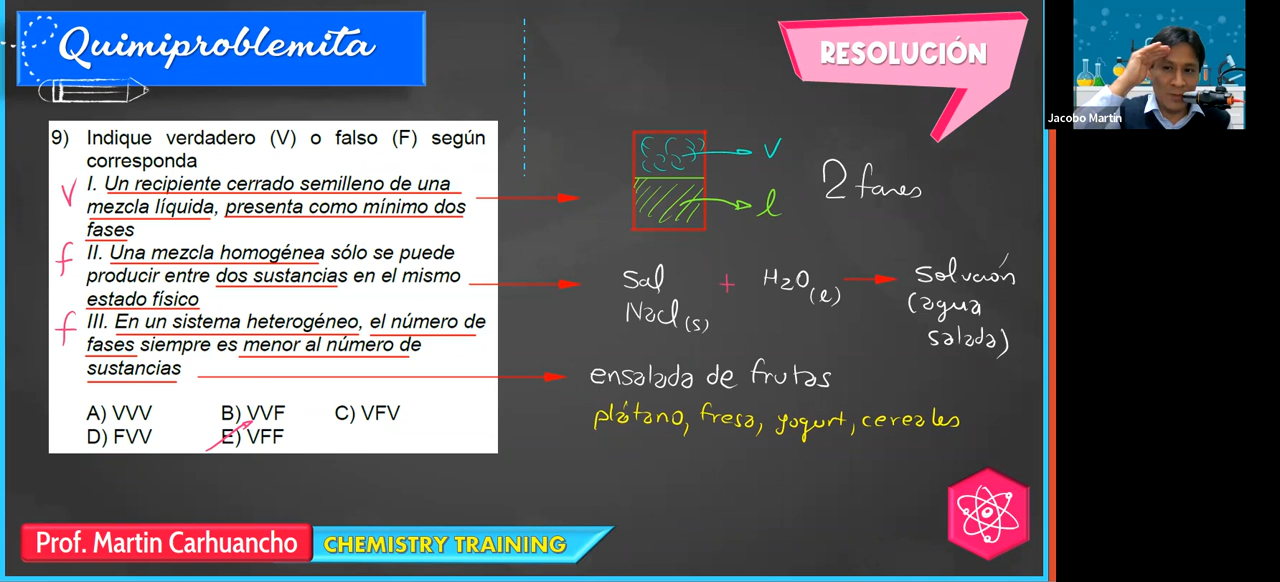 Quimiproblemita
RESOLUCIÓN
Jacobo Martin
9) Indique verdadero (V) o falso (F) según
corresponda
V I. Un recipiente cerrado semilleno de una
mezcla líquida, presenta como mínimo dos
fases
f II. Una mezcla homogénea sólo se puede
producir entre dos sustancias en el mismo
estado físico
f III. En un sistema heterogéneo, el número de
fases siempre es menor al número de
sustancias
A) VVV B) VVF C) VFV
D) FVV E) VFF
V
l
2 fases
Sal + H2O(l) Solución
NaCl(s) (agua
salada)
ensalada de frutas
plátano, fresa, yogurt, cereales
Prof. Martin Carhuancho
CHEMISTRY TRAINING